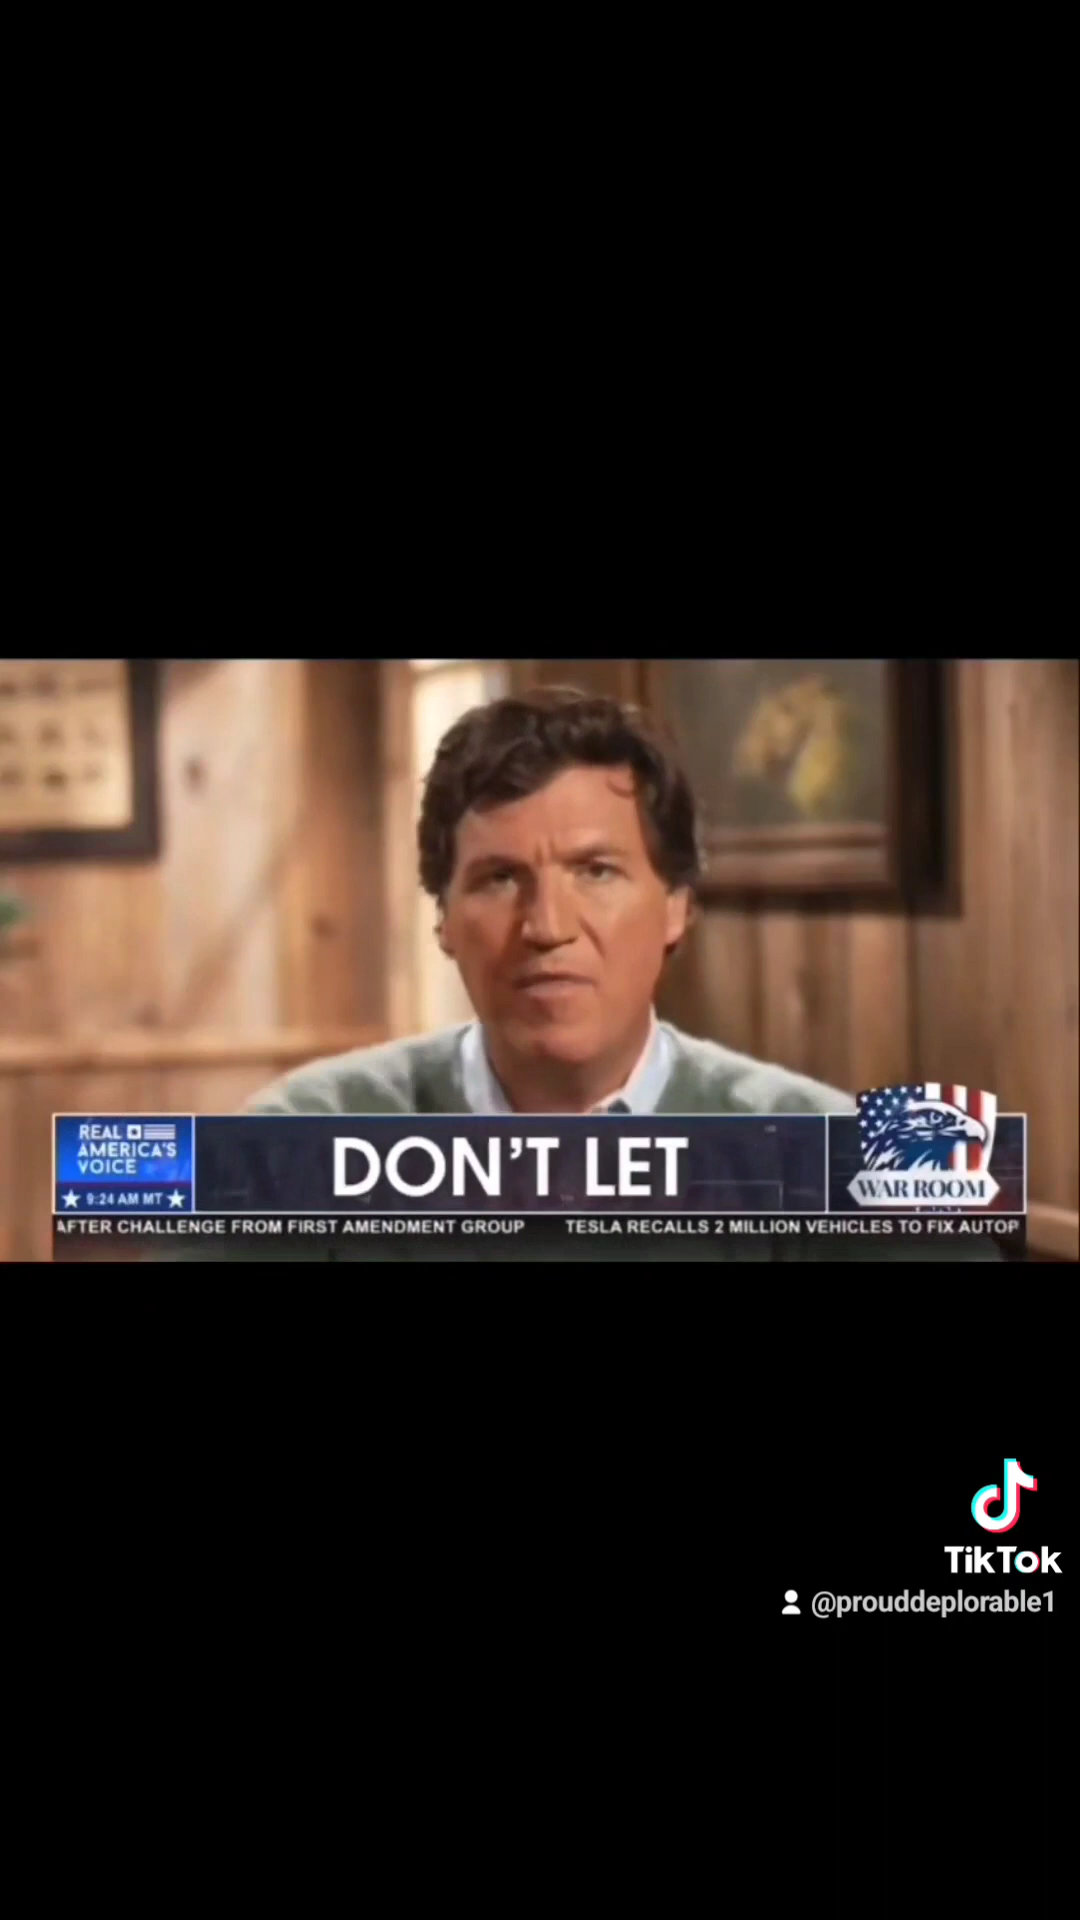 REAL
AMERICA'S
VOICE
9:24 AM MT
DON'T LET
WAR ROOM
AFTER CHALLENGE FROM FIRST AMENDMENT GROUP TESLA RECALLS 2 MILLION VEHICLES TO FIX AUTOP
TikTok
@prouddeplorable1